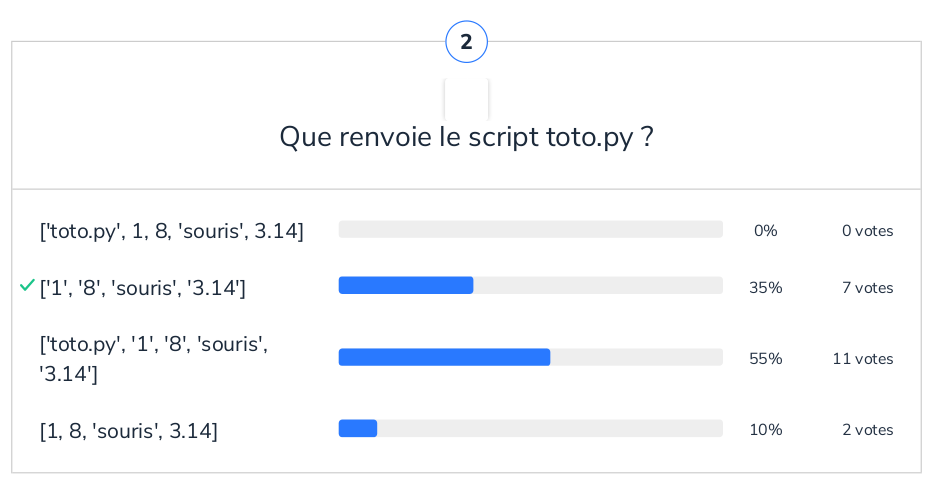 2
Que renvoie le script toto.py ?
['toto.py', 1, 8, 'souris', 3.14] 0% 0 votes
['1', '8', 'souris', '3.14'] 35% 7 votes
['toto.py', '1', '8', 'souris',
'3.14'] 55% 11 votes
[1, 8, 'souris', 3.14] 10% 2 votes